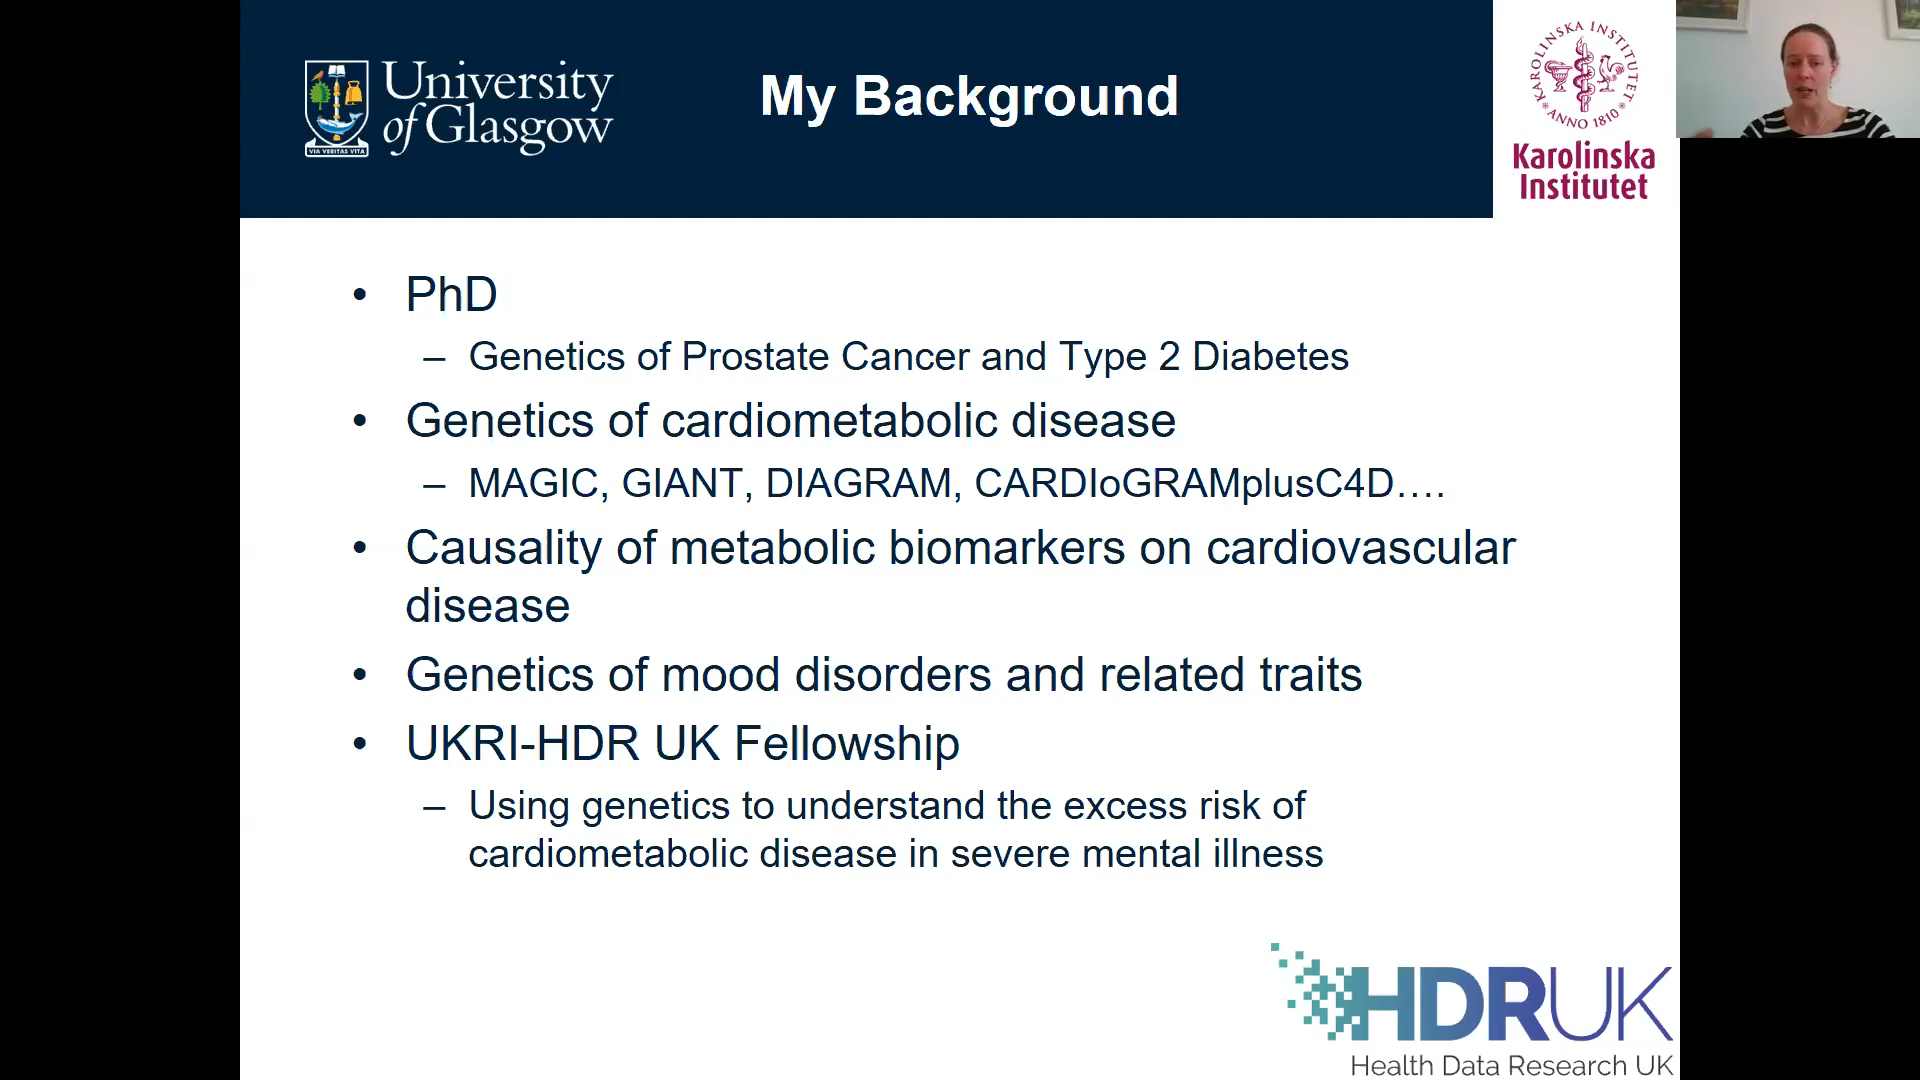 University
of Glasgow
VIA VERITAS VITA
My Background
KAROLINSKA INSTITUTET
ANNO 1810
Karolinska
Institutet
• PhD
– Genetics of Prostate Cancer and Type 2 Diabetes
• Genetics of cardiometabolic disease
– MAGIC, GIANT, DIAGRAM, CARDIoGRAMplusC4D….
• Causality of metabolic biomarkers on cardiovascular
disease
• Genetics of mood disorders and related traits
• UKRI-HDR UK Fellowship
– Using genetics to understand the excess risk of
cardiometabolic disease in severe mental illness
HDRUK
Health Data Research UK